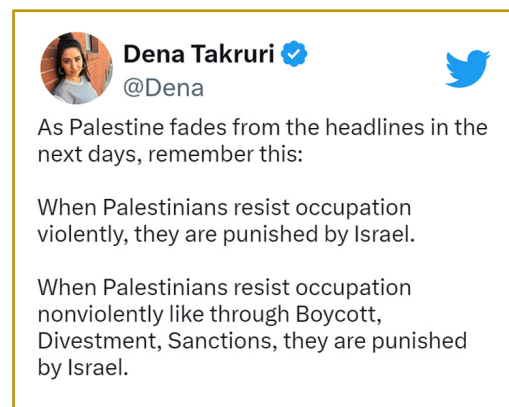 Dena Takruri
@Dena
As Palestine fades from the headlines in the
next days, remember this:
When Palestinians resist occupation
violently, they are punished by Israel.
When Palestinians resist occupation
nonviolently like through Boycott,
Divestment, Sanctions, they are punished
by Israel.